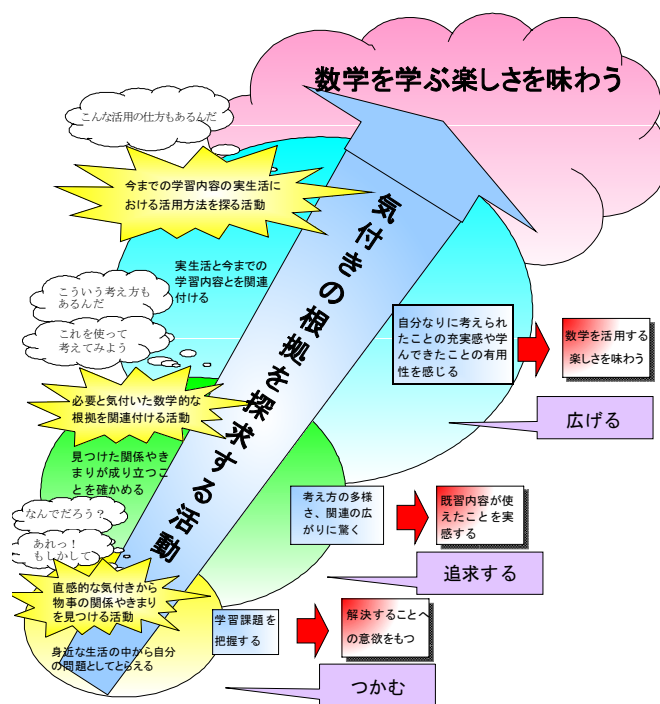 数学を学ぶ楽しさを味わう
こんな活用の仕方もあるんだ
今までの学習内容の実生活に
おける活用方法を探る活動
実生活と今までの
学習内容とを関連
付ける
気付きの根拠を探求する活動
こういう考え方も
あるんだ
これを使って
考えてみよう
自分なりに考えられ
たことの充実感や学
んできたことの有用
性を感じる
数学を活用する
楽しさを味わう
広げる
必要と気付いた数学的な
根拠を関連付ける活動
見つけた関係やき
まりが成り立つこ
とを確かめる
考え方の多様
さ、関連の広
がりに驚く
既習内容が使
えたことを実
感する
追求する
なんでだろう？
あれっ！
もしかして
直感的な気付きから
物事の関係やきまり
を見つける活動
身近な生活の中から自分
の問題としてとらえる
学習課題を
把握する
解決することへ
の意欲をもつ
つかむ